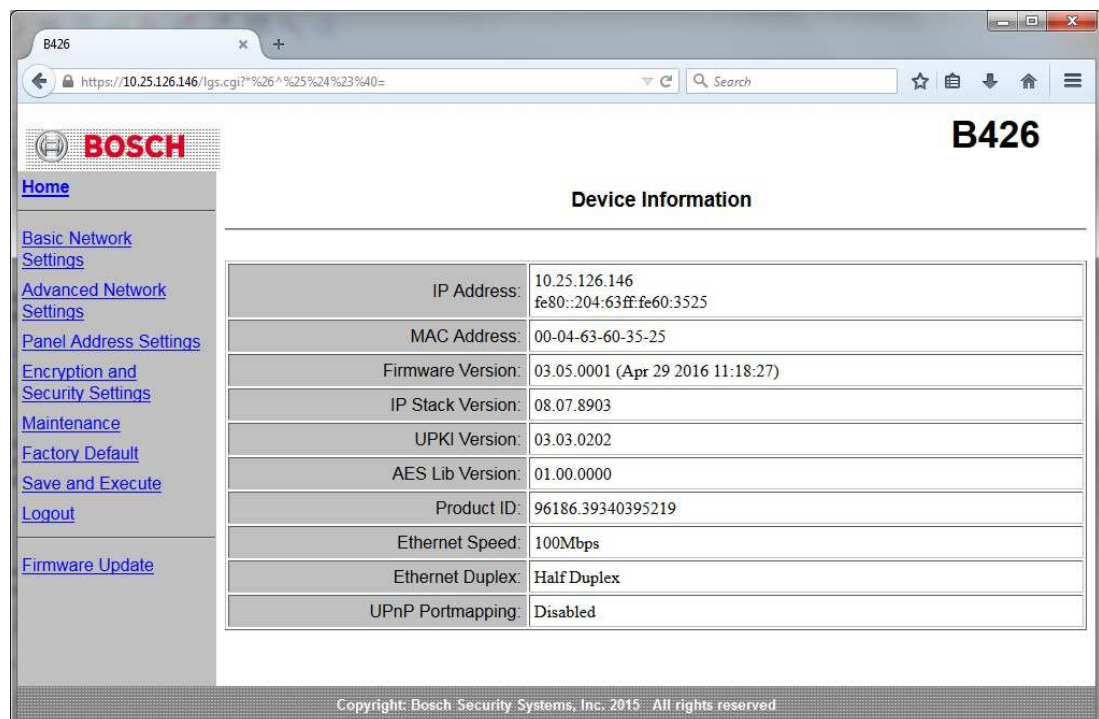 B426
https://10.25.126.146/lgs.cgi?*%26^%25%24%23%40=
Search
BOSCH
B426
Home
Basic Network
Settings
Advanced Network
Settings
Panel Address Settings
Encryption and
Security Settings
Maintenance
Factory Default
Save and Execute
Logout
Firmware Update
Device Information
IP Address: 10.25.126.146
fe80::204:63ff:fe60:3525
MAC Address: 00-04-63-60-35-25
Firmware Version: 03.05.0001 (Apr 29 2016 11:18:27)
IP Stack Version: 08.07.8903
UPKI Version: 03.03.0202
AES Lib Version: 01.00.0000
Product ID: 96186.39340395219
Ethernet Speed: 100Mbps
Ethernet Duplex: Half Duplex
UPnP Portmapping: Disabled
Copyright: Bosch Security Systems, Inc. 2015 All rights reserved